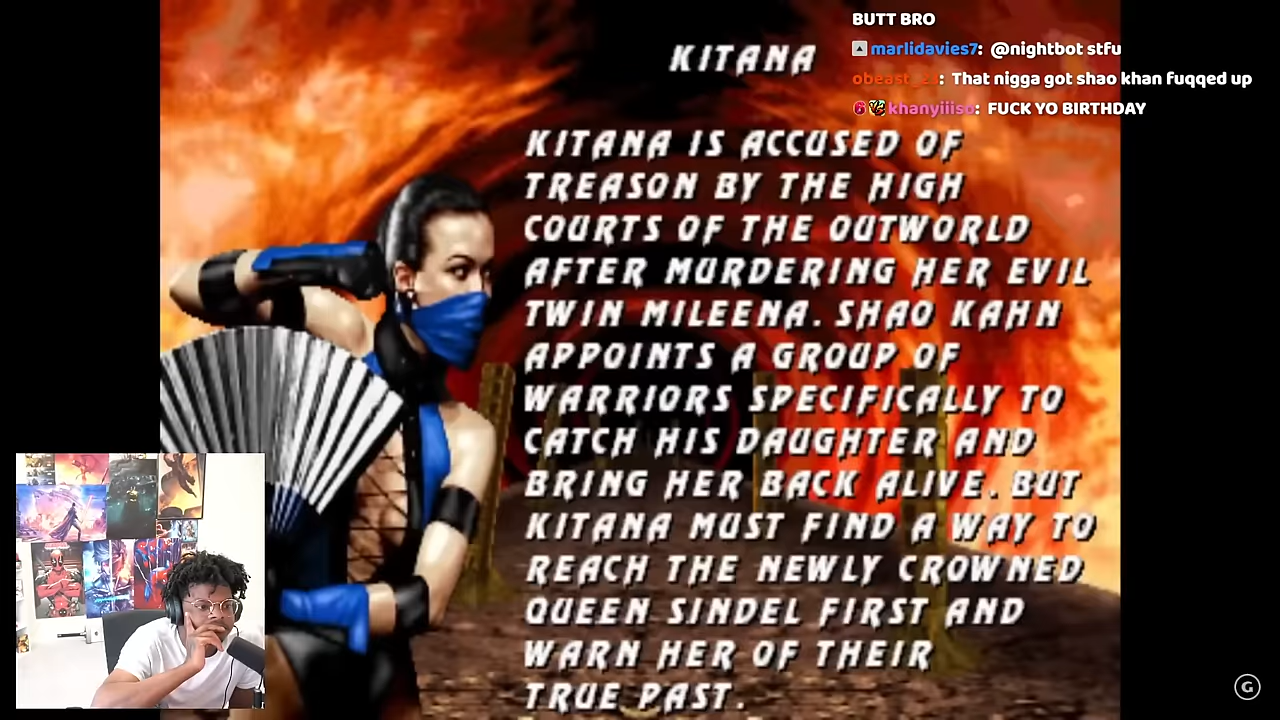 BUTT BRO
marlidavies7: @nightbot stfu
: That nigga got shao khan fuqqed up
khanyiiiso: FUCK YO BIRTHDAY
KITANA
KITANA IS ACCUSED OF
TREASON BY THE HIGH
COURTS OF THE OUTWORLD
AFTER MURDERING HER EVIL
TWIN MILEENA. SHAO KAHN
APPOINTS A GROUP OF
WARRIORS SPECIFICALLY TO
CATCH HIS DAUGHTER AND
BRING HER BACK ALIVE. BUT
KITANA MUST FIND A WAY TO
REACH THE NEWLY CROWNED
QUEEN SINDEL FIRST AND
WARN HER OF THEIR
TRUE PAST.
G